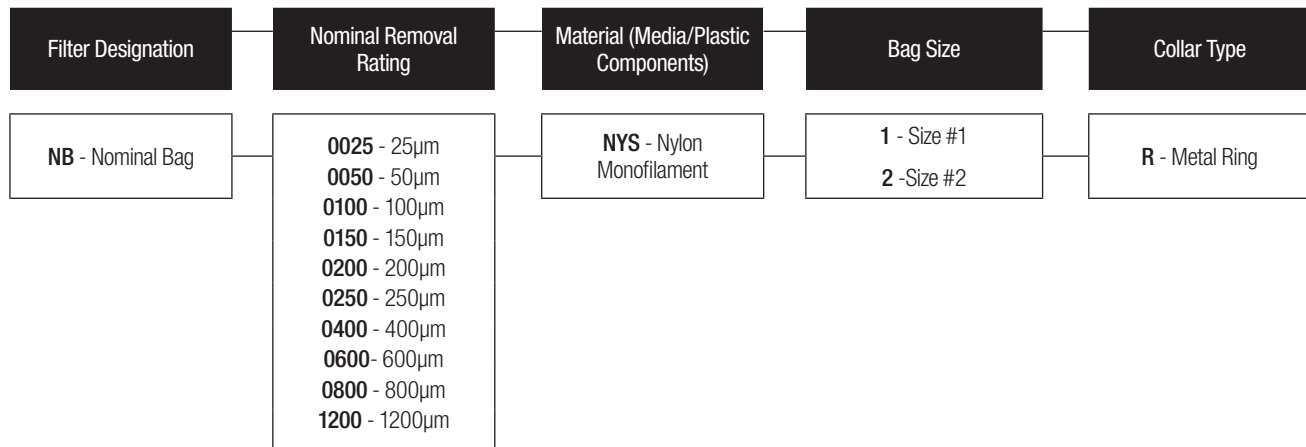 Filter Designation
Nominal Removal
Rating
Material (Media/Plastic
Components)
Bag Size
Collar Type
NB - Nominal Bag
0025 - 25µm
0050 - 50µm
0100 - 100µm
0150 - 150µm
0200 - 200µm
0250 - 250µm
0400 - 400µm
0600- 600µm
0800 - 800µm
1200 - 1200µm
NYS - Nylon
Monofilament
1 - Size #1
2 -Size #2
R - Metal Ring